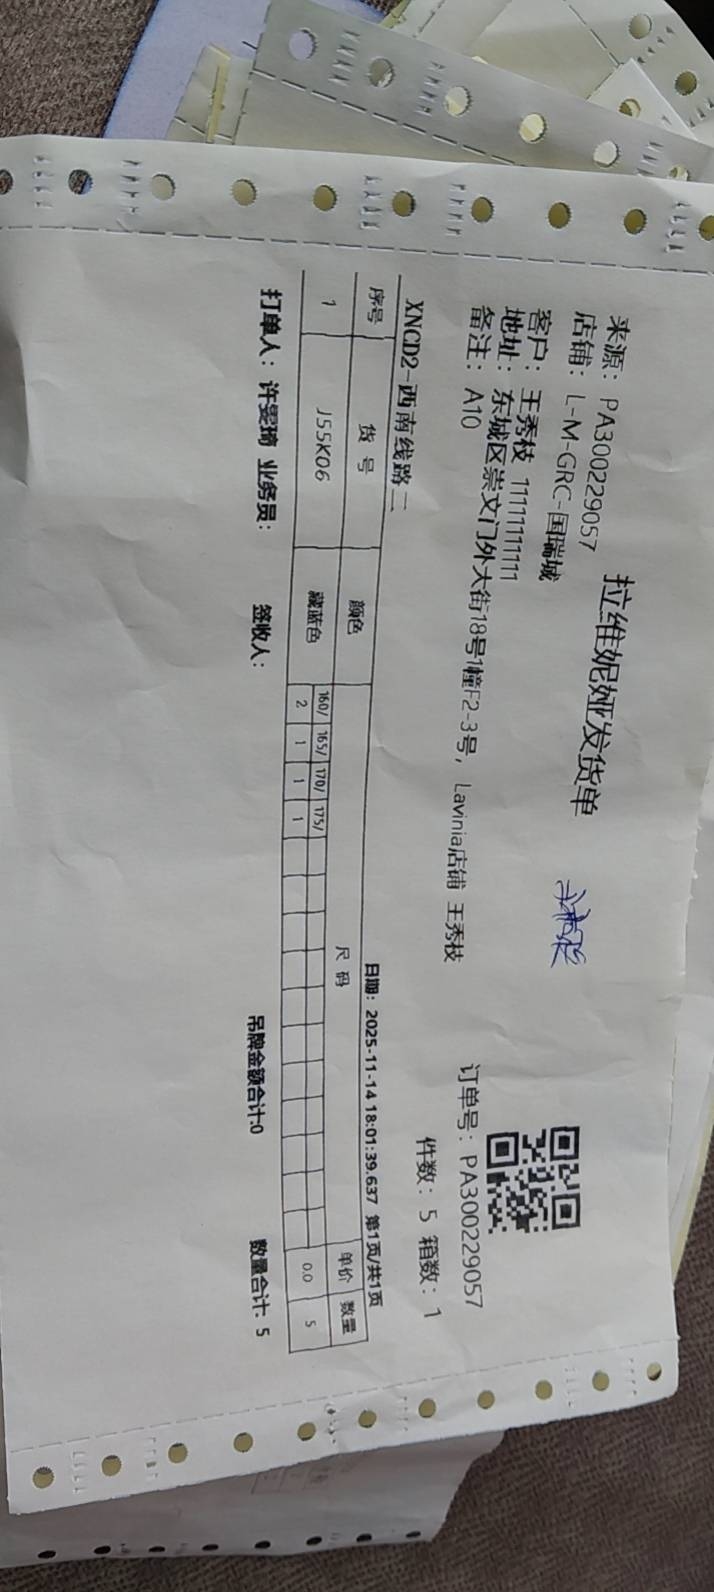 拉维妮娅发货单
来源：PA300229057
店铺：L-M-GRC-国瑞城
客户：王秀枝 11111111111
地址：东城区崇文门外大街18号1幢F2-3号，Lavinia店铺 王秀枝
备注：A10
订单号：PA300229057
件数：5 箱数：1
XNCD2-西南线路二
日期：2025-11-14 18:01:39.637 第1页/共1页
序号 货号 颜色 尺码 单价 数量
160/ 165/ 170/ 175/
1 J55K06 藏蓝色 2 1 1 1 0.0 5
打单人：许雯琦 业务员： 签收人： 吊牌金额合计:0 数量合计: 5